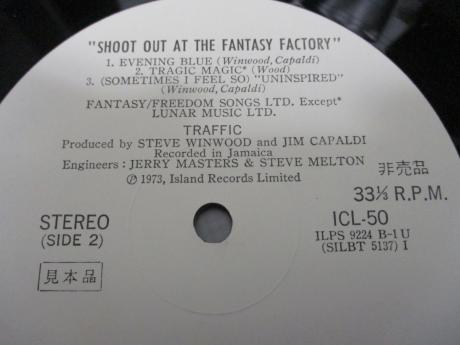 "SHOOT OUT AT THE FANTASY FACTORY"
1. EVENING BLUE (Winwood, Capaldi)
2. TRAGIC MAGIC* (Wood)
3. (SOMETIMES I FEEL SO) "UNINSPIRED"
(Winwood, Capaldi)
FANTASY/FREEDOM SONGS LTD. Except*
LUNAR MUSIC LTD.
TRAFFIC
Produced by STEVE WINWOOD and JIM CAPALDI
Recorded in Jamaica
Engineers : JERRY MASTERS & STEVE MELTON
Ⓟ 1973, Island Records Limited
非売品
33⅓ R.P.M.
STEREO
(SIDE 2)
ICL-50
ILPS 9224 B-1U
(SILBT 5137) I
見本品